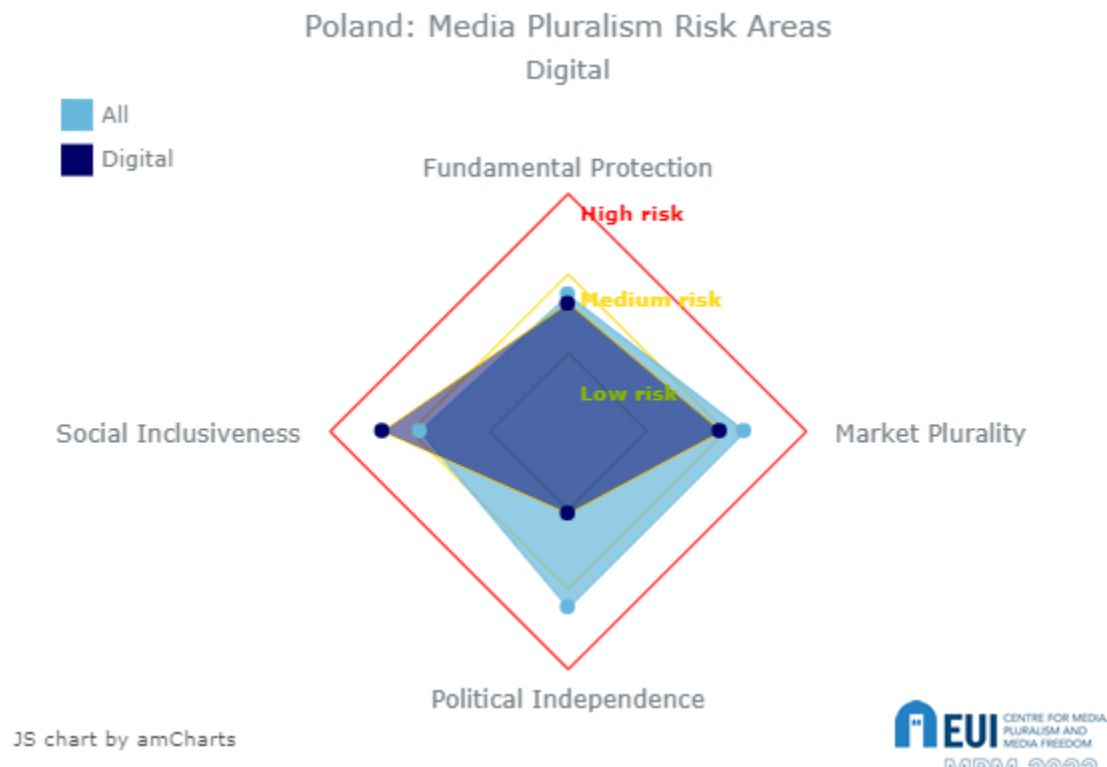 Poland: Media Pluralism Risk Areas
Digital
All
Digital
Fundamental Protection
High risk
Medium risk
Low risk
Social Inclusiveness
Market Plurality
Political Independence
JS chart by amCharts
EUI
CENTRE FOR MEDIA
PLURALISM AND
MEDIA FREEDOM